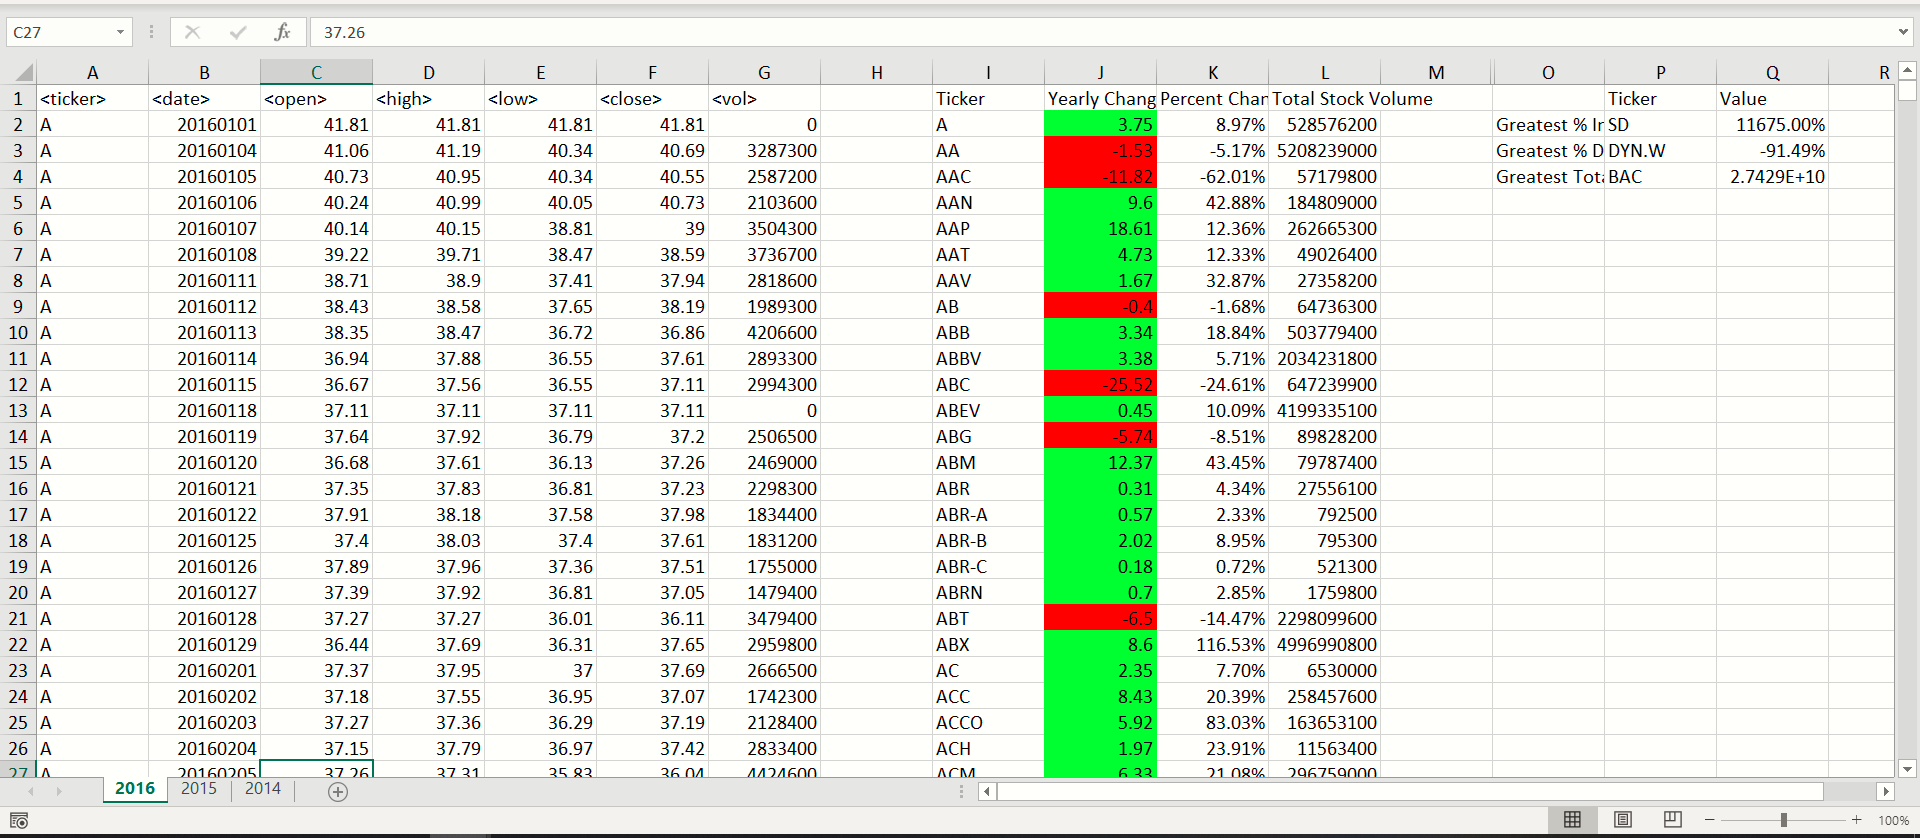 C27 fx 37.26
A B C D E F G H I J K L M O P Q R
1 <ticker> <date> <open> <high> <low> <close> <vol> Ticker Yearly Chang Percent Char Total Stock Volume Ticker Value
2 A 20160101 41.81 41.81 41.81 41.81 0 A 3.75 8.97% 528576200 Greatest % Ir SD 11675.00%
3 A 20160104 41.06 41.19 40.34 40.69 3287300 AA -1.53 -5.17% 5208239000 Greatest % D DYN.W -91.49%
4 A 20160105 40.73 40.95 40.34 40.55 2587200 AAC -11.82 -62.01% 57179800 Greatest Tota BAC 2.7429E+10
5 A 20160106 40.24 40.99 40.05 40.73 2103600 AAN 9.6 42.88% 184809000
6 A 20160107 40.14 40.15 38.81 39 3504300 AAP 18.61 12.36% 262665300
7 A 20160108 39.22 39.71 38.47 38.59 3736700 AAT 4.73 12.33% 49026400
8 A 20160111 38.71 38.9 37.41 37.94 2818600 AAV 1.67 32.87% 27358200
9 A 20160112 38.43 38.58 37.65 38.19 1989300 AB -0.4 -1.68% 64736300
10 A 20160113 38.35 38.47 36.72 36.86 4206600 ABB 3.34 18.84% 503779400
11 A 20160114 36.94 37.88 36.55 37.61 2893300 ABBV 3.38 5.71% 2034231800
12 A 20160115 36.67 37.56 36.55 37.11 2994300 ABC -25.52 -24.61% 647239900
13 A 20160118 37.11 37.11 37.11 37.11 0 ABEV 0.45 10.09% 4199335100
14 A 20160119 37.64 37.92 36.79 37.2 2506500 ABG -5.74 -8.51% 89828200
15 A 20160120 36.68 37.61 36.13 37.26 2469000 ABM 12.37 43.45% 79787400
16 A 20160121 37.35 37.83 36.81 37.23 2298300 ABR 0.31 4.34% 27556100
17 A 20160122 37.91 38.18 37.58 37.98 1834400 ABR-A 0.57 2.33% 792500
18 A 20160125 37.4 38.03 37.4 37.61 1831200 ABR-B 2.02 8.95% 795300
19 A 20160126 37.89 37.96 37.36 37.51 1755000 ABR-C 0.18 0.72% 521300
20 A 20160127 37.39 37.92 36.81 37.05 1479400 ABRN 0.7 2.85% 1759800
21 A 20160128 37.27 37.27 36.01 36.11 3479400 ABT -6.5 -14.47% 2298099600
22 A 20160129 36.44 37.69 36.31 37.65 2959800 ABX 8.6 116.53% 4996990800
23 A 20160201 37.37 37.95 37 37.69 2666500 AC 2.35 7.70% 6530000
24 A 20160202 37.18 37.55 36.95 37.07 1742300 ACC 8.43 20.39% 258457600
25 A 20160203 37.27 37.36 36.29 37.19 2128400 ACCO 5.92 83.03% 163653100
26 A 20160204 37.15 37.79 36.97 37.42 2833400 ACH 1.97 23.91% 11563400
27 A 20160205 37.26 37.31 35.83 36.04 4424600 ACM 6.33 21.08% 296759000
2016 2015 2014
100%